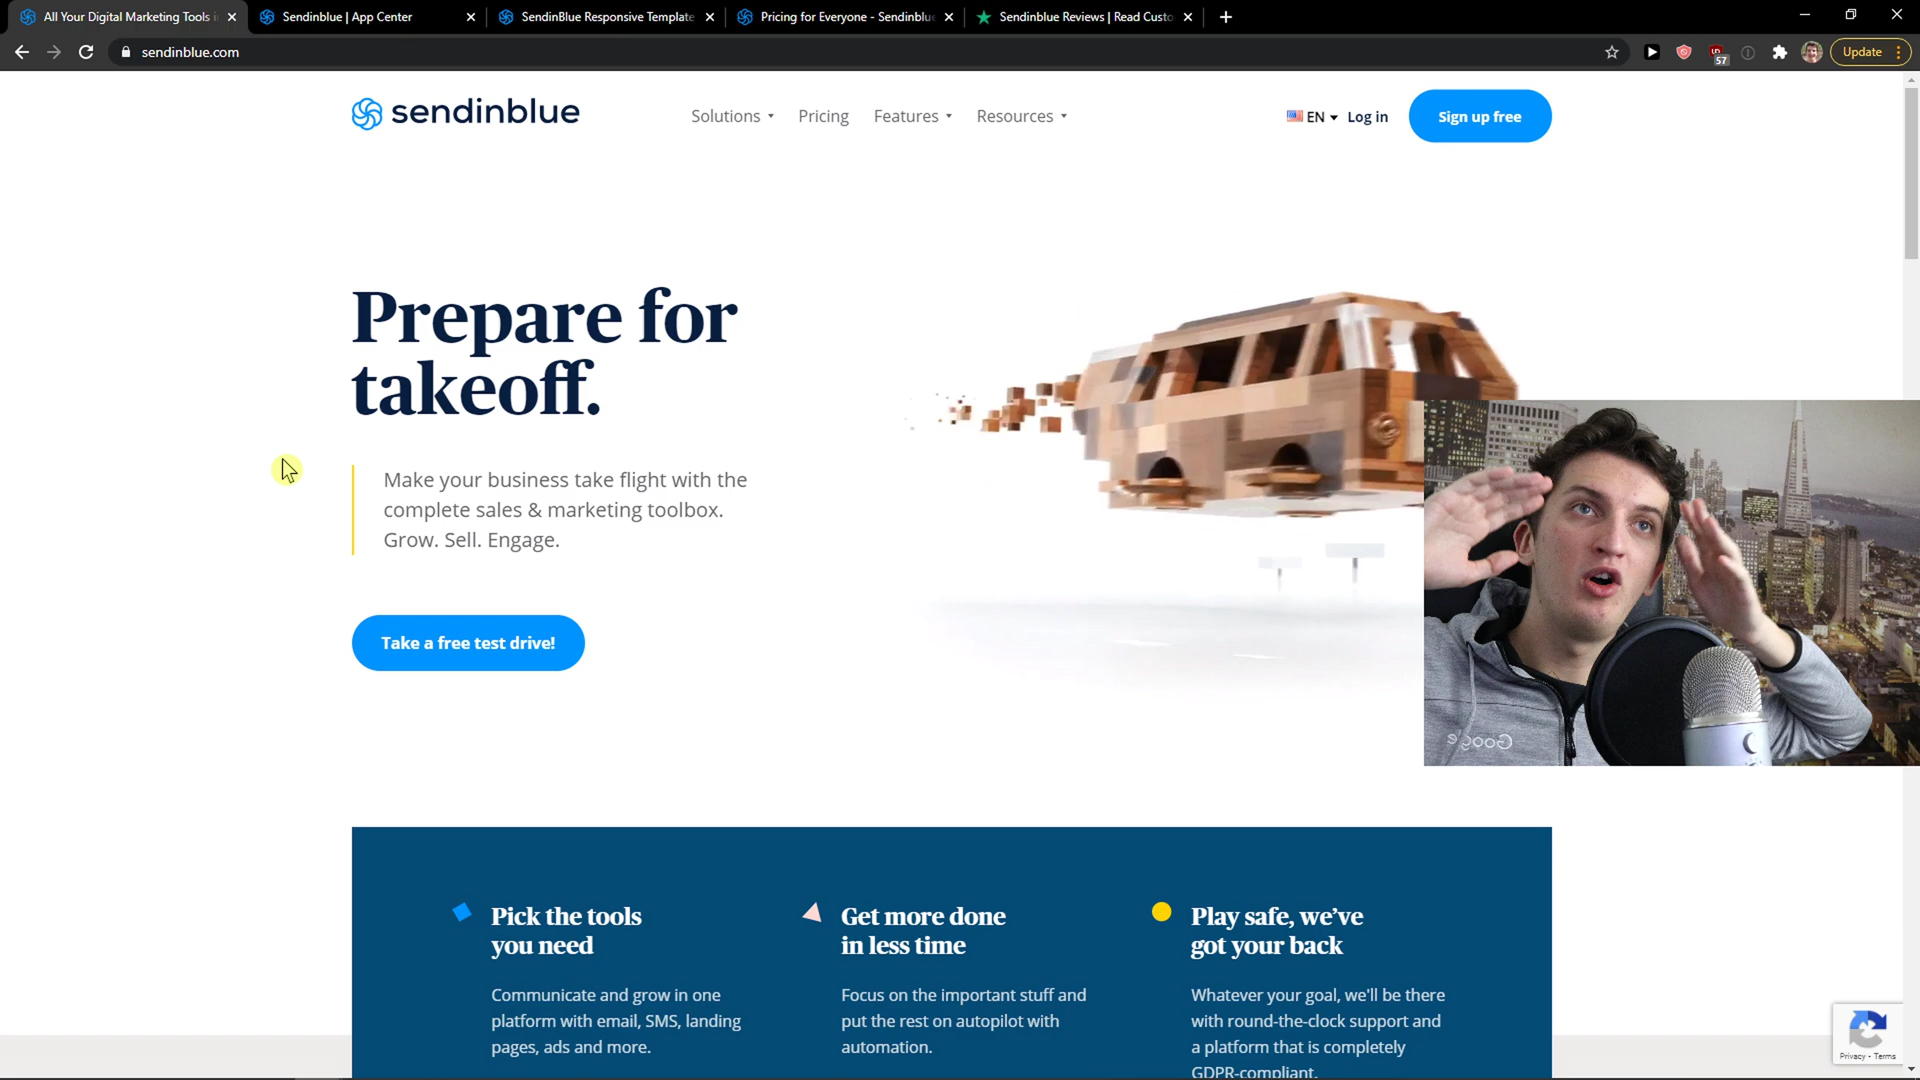 All Your Digital Marketing Tools i
Sendinblue | App Center
SendinBlue Responsive Template
Pricing for Everyone - Sendinblue
Sendinblue Reviews | Read Custo
sendinblue.com
57
Update
sendinblue
Solutions
Pricing
Features
Resources
EN
Log in
Sign up free
Prepare for
takeoff.
Make your business take flight with the
complete sales & marketing toolbox.
Grow. Sell. Engage.
Take a free test drive!
Google
Pick the tools
you need
Communicate and grow in one
platform with email, SMS, landing
pages, ads and more.
Get more done
in less time
Focus on the important stuff and
put the rest on autopilot with
automation.
Play safe, we've
got your back
Whatever your goal, we'll be there
with round-the-clock support and
a platform that is completely
GDPR-compliant.
Privacy - Terms